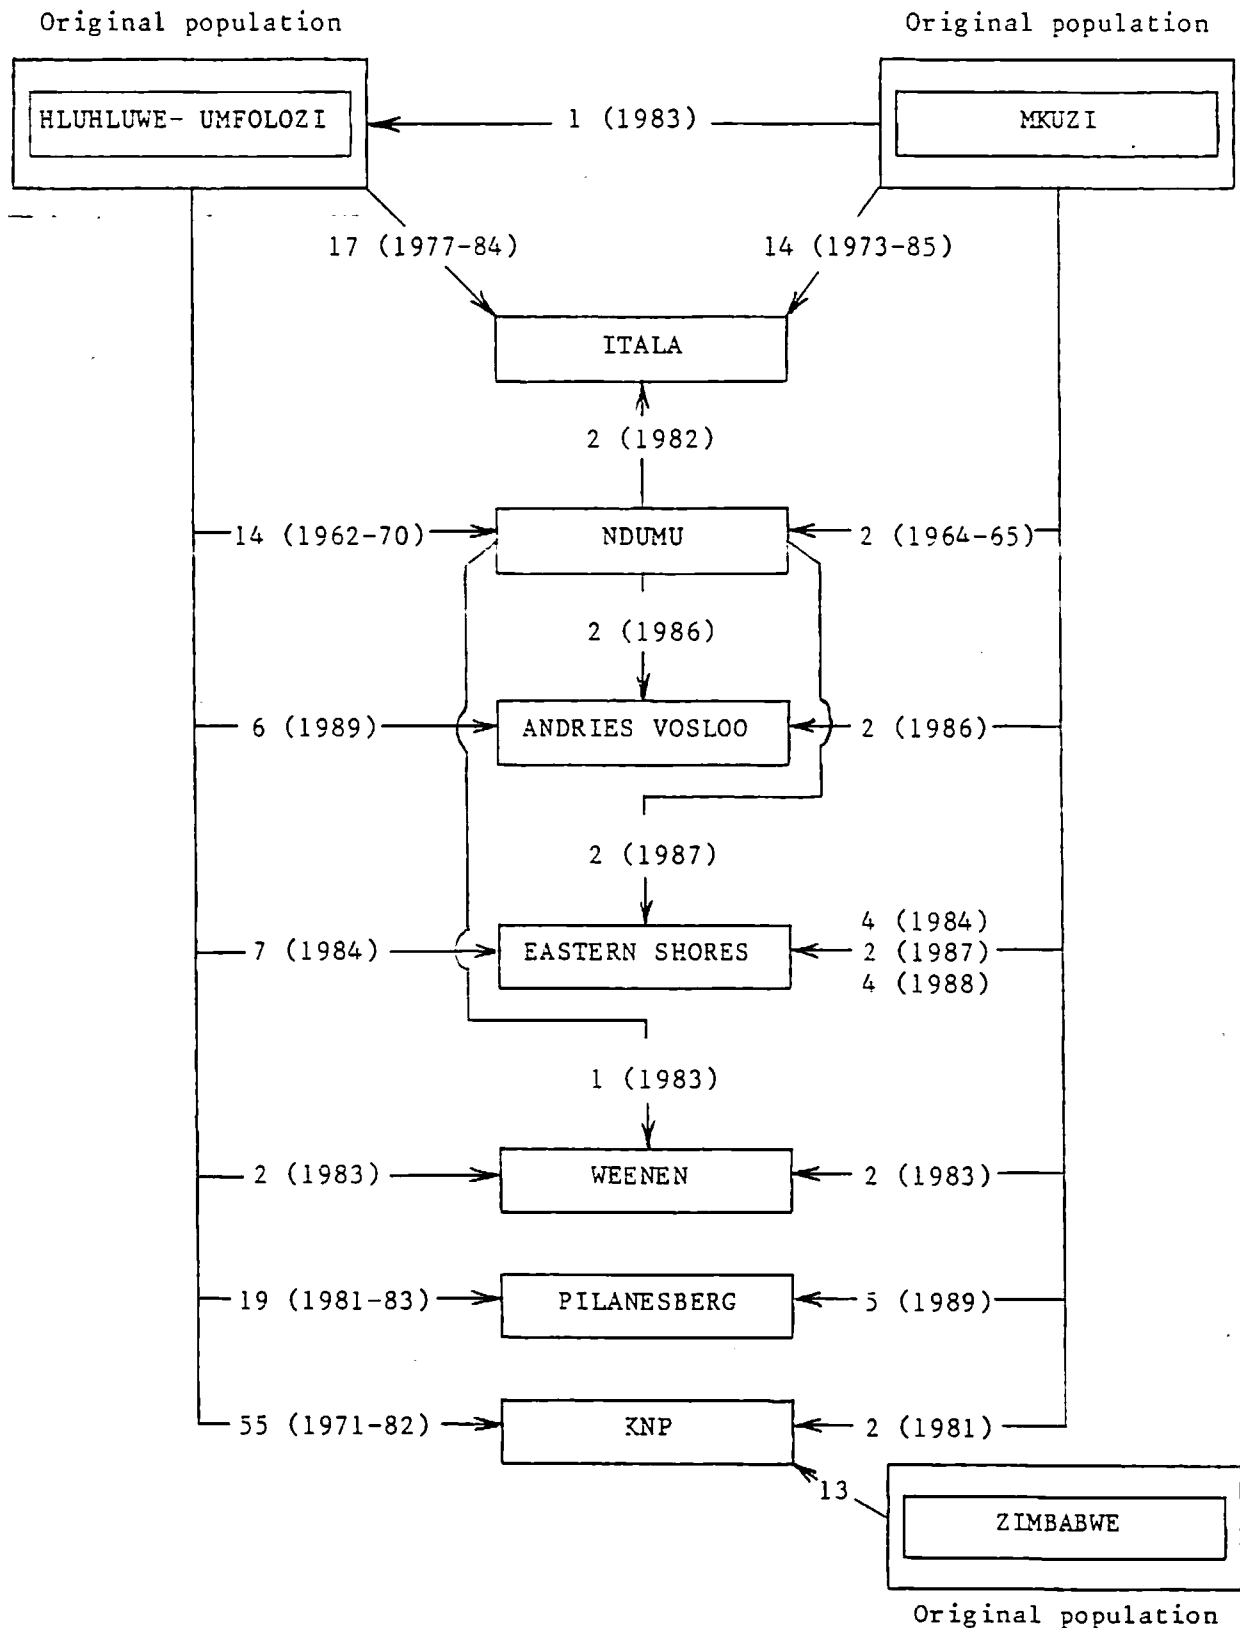 Original population
Original population
HLUHLUWE- UMFOLOZI
1 (1983)
MKUZI
17 (1977-84)
14 (1973-85)
ITALA
2 (1982)
14 (1962-70)
NDUMU
2 (1964-65)
2 (1986)
6 (1989)
ANDRIES VOSLOO
2 (1986)
2 (1987)
7 (1984)
EASTERN SHORES
4 (1984)
2 (1987)
4 (1988)
1 (1983)
2 (1983)
WEENEN
2 (1983)
19 (1981-83)
PILANESBERG
5 (1989)
55 (1971-82)
KNP
2 (1981)
13
ZIMBABWE
Original population